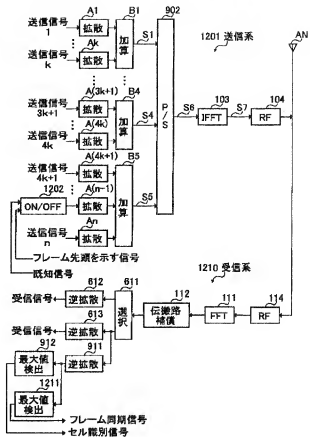 A1
B1
902
1201 送信系
AN
送信信号
1
拡散
加算
S1
Ak
送信信号
k
拡散
A(3k+1)
B4
P/S
S6
103
IFFT
S7
104
RF
送信信号
3k+1
拡散
加算
S4
A(4k)
送信信号
4k
拡散
A(4k+1)
B5
送信信号
4k+1
拡散
加算
1202
ON/OFF
A(n-1)
拡散
S5
An
送信信号
n
拡散
フレーム先頭を示す信号
既知信号
1210 受信系
612
611
受信信号
逆拡散
選択
112
伝搬路
補償
111
FFT
114
RF
613
受信信号
逆拡散
912
911
最大値
検出
逆拡散
1211
最大値
検出
フレーム同期信号
セル識別信号